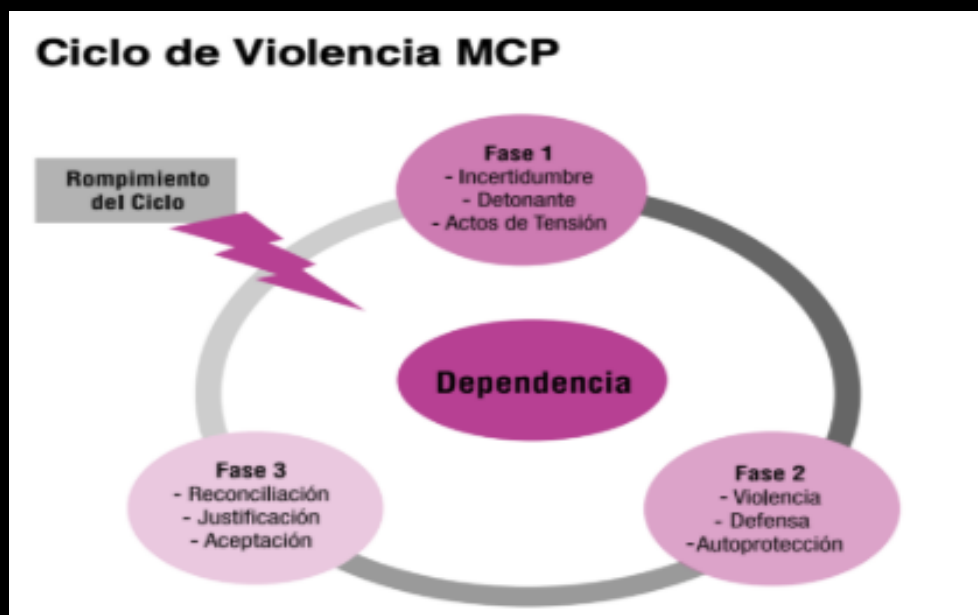 Ciclo de Violencia MCP
Rompimiento
del Ciclo
Fase 1
- Incertidumbre
- Detonante
- Actos de Tensión
Dependencia
Fase 3
- Reconciliación
- Justificación
- Aceptación
Fase 2
- Violencia
- Defensa
-Autoprotección